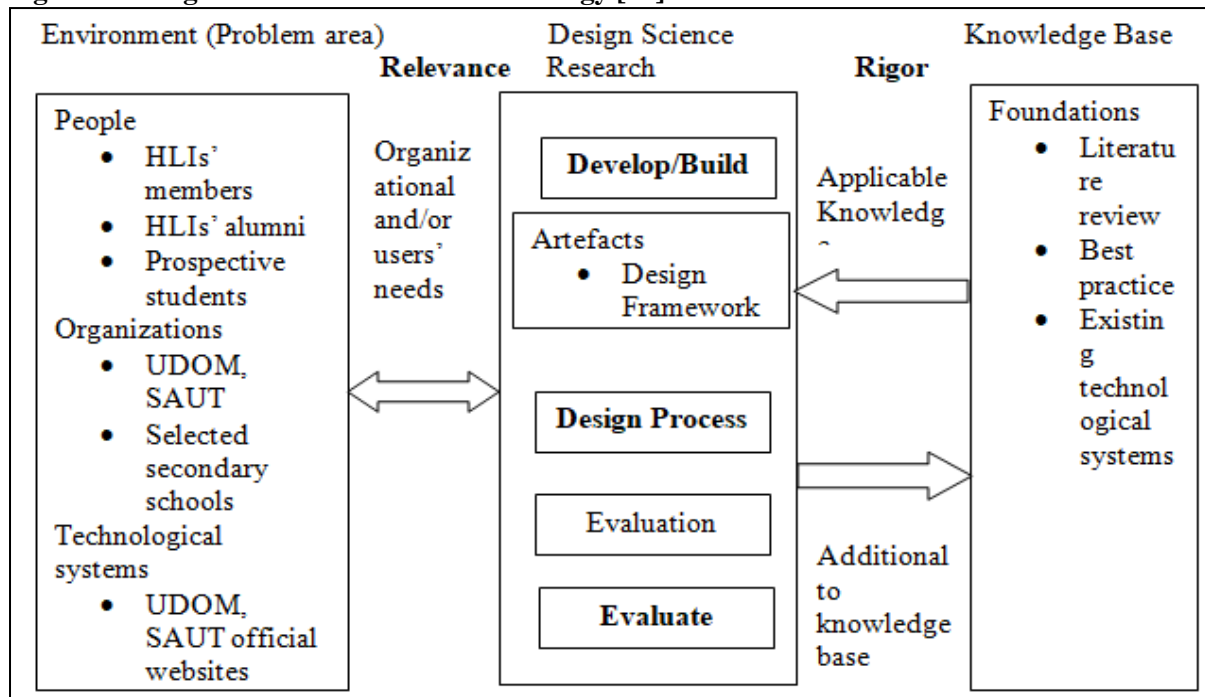 Environment (Problem area)
Design Science
Research
Knowledge Base
Relevance
Rigor
People
• HLIs’
members
• HLIs’ alumni
• Prospective
students
Organizations
• UDOM,
SAUT
• Selected
secondary
schools
Technological
systems
• UDOM,
SAUT official
websites
Organiz
ational
and/or
users’
needs
Develop/Build
Artefacts
• Design
Framework
Design Process
Evaluation
Evaluate
Applicable
Knowledg
Additional
to
knowledge
base
Foundations
• Literatu
re
review
• Best
practice
• Existin
g
technol
ogical
systems